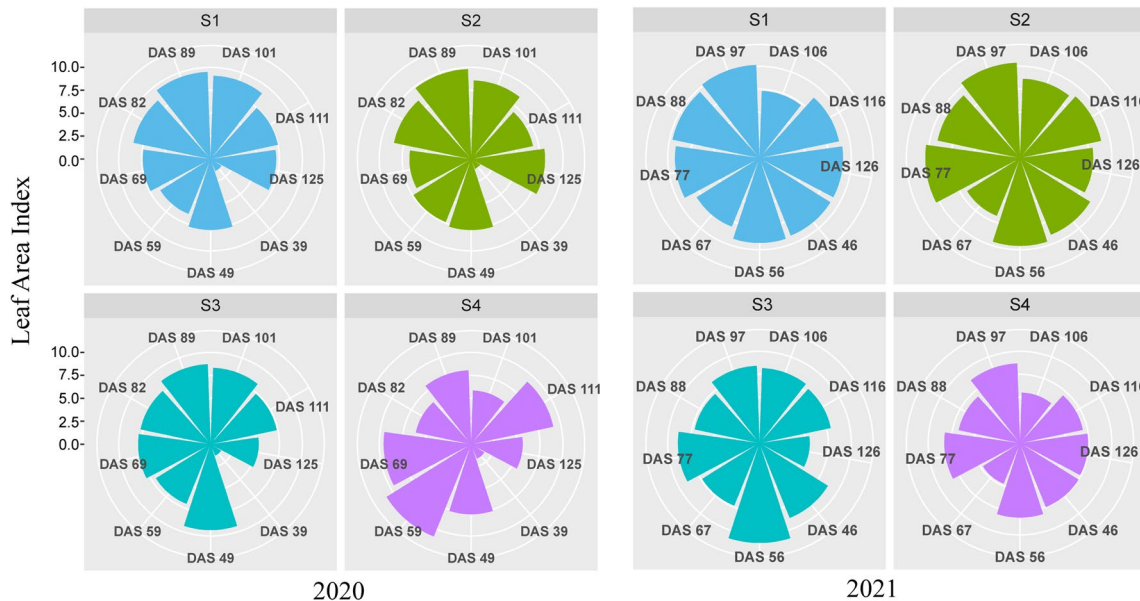 Leaf Area Index
S1
DAS 89 DAS 101
DAS 82 DAS 111
DAS 69 DAS 125
DAS 59 DAS 39
DAS 49
10.0
7.5
5.0
2.5
0.0
S2
DAS 89 DAS 101
DAS 82 DAS 111
DAS 69 DAS 125
DAS 59 DAS 39
DAS 49
S3
DAS 89 DAS 101
DAS 82 DAS 111
DAS 69 DAS 125
DAS 59 DAS 39
DAS 49
10.0
7.5
5.0
2.5
0.0
S4
DAS 89 DAS 101
DAS 82 DAS 111
DAS 69 DAS 125
DAS 59 DAS 39
DAS 49
2020
S1
DAS 97 DAS 106
DAS 88 DAS 116
DAS 77 DAS 126
DAS 67 DAS 46
DAS 56
S2
DAS 97 DAS 106
DAS 88 DAS 116
DAS 77 DAS 126
DAS 67 DAS 46
DAS 56
S3
DAS 97 DAS 106
DAS 88 DAS 116
DAS 77 DAS 126
DAS 67 DAS 46
DAS 56
S4
DAS 97 DAS 106
DAS 88 DAS 116
DAS 77 DAS 126
DAS 67 DAS 46
DAS 56
2021